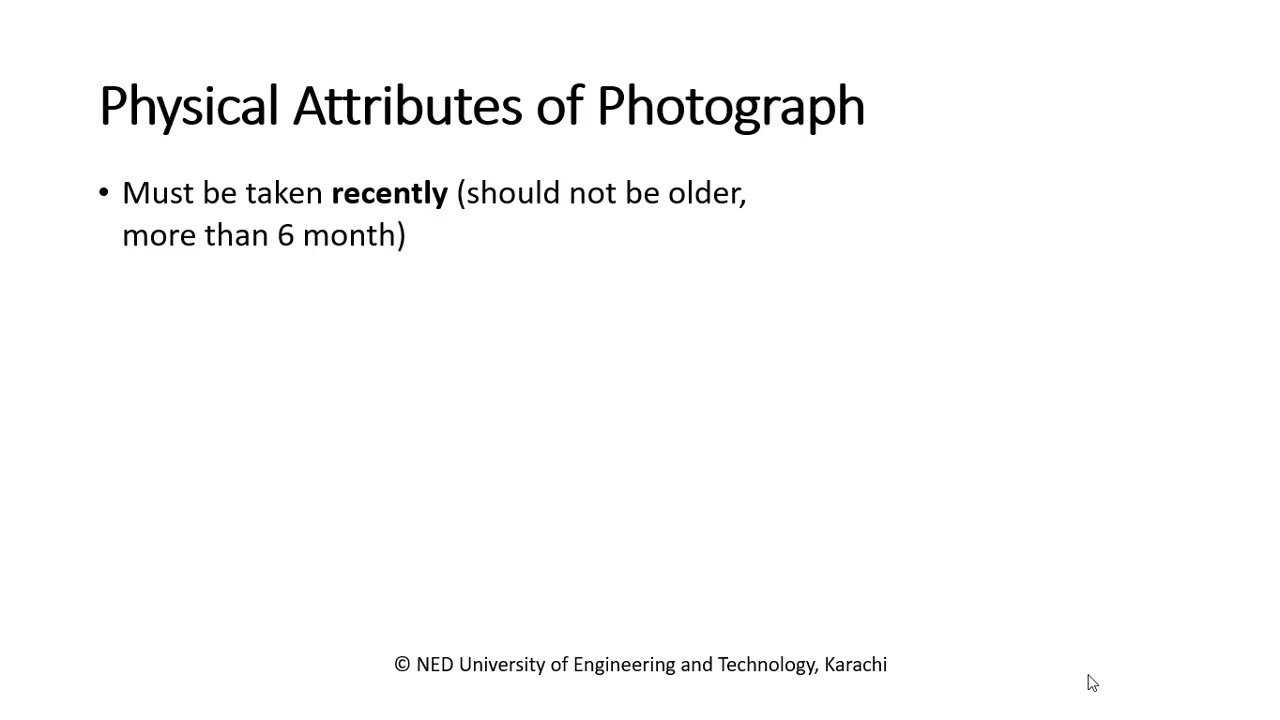 Physical Attributes of Photograph
• Must be taken recently (should not be older,
more than 6 month)
© NED University of Engineering and Technology, Karachi